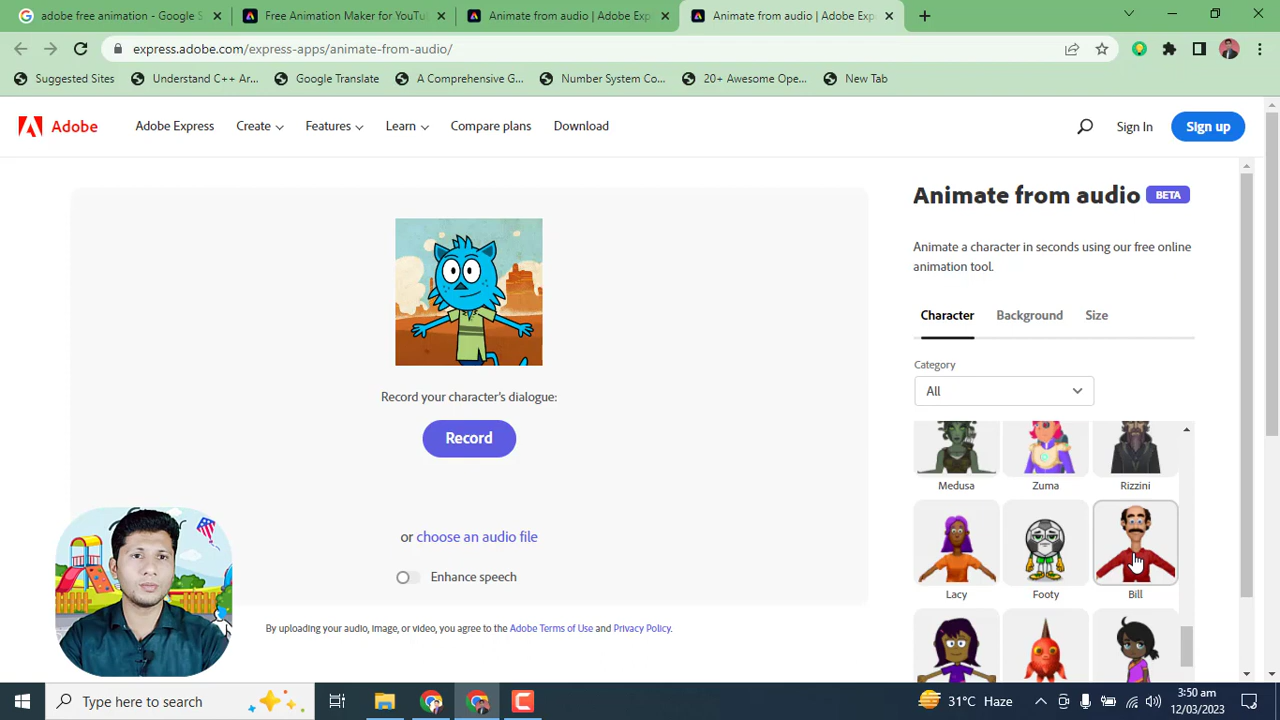 adobe free animation - Google S
Free Animation Maker for YouTu
Animate from audio | Adobe Exp
Animate from audio | Adobe Exp
express.adobe.com/express-apps/animate-from-audio/
Suggested Sites
Understand C++ Ar...
Google Translate
A Comprehensive G...
Number System Co...
20+ Awesome Ope...
New Tab
Adobe
Adobe Express
Create
Features
Learn
Compare plans
Download
Sign In
Sign up
Animate from audio BETA
Animate a character in seconds using our free online
animation tool.
Character
Background
Size
Category
All
Medusa
Zuma
Rizzini
Lacy
Footy
Bill
Record your character's dialogue:
Record
or choose an audio file
Enhance speech
By uploading your audio, image, or video, you agree to the Adobe Terms of Use and Privacy Policy.
Type here to search
31°C Haze
3:50 am
12/03/2023